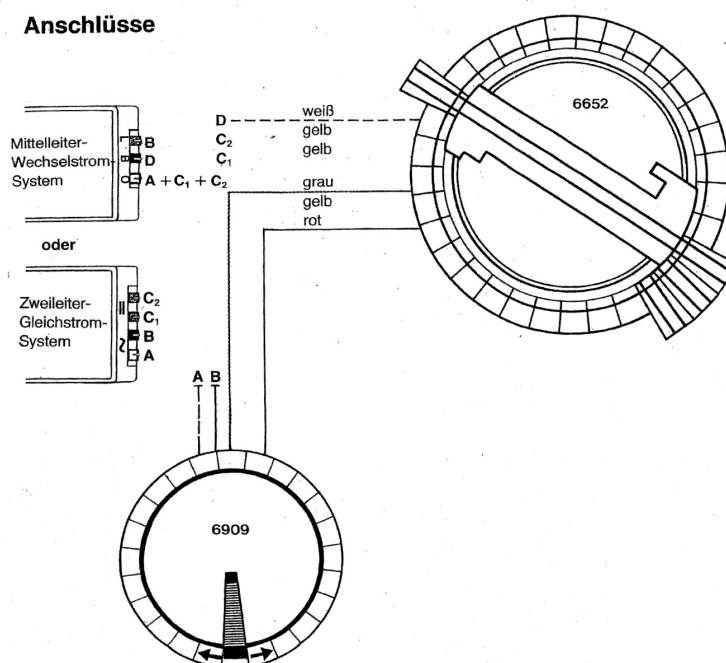 Anschlüsse
Mittelleiter-
Wechselstrom-
System
L
B
O
B
D
A + C₁ + C₂
oder
Zweileiter-
Gleichstrom-
System
=
~
C₂
C₁
B
A
D
C₂
C₁
weiß
gelb
gelb
grau
gelb
rot
6652
A B
6909